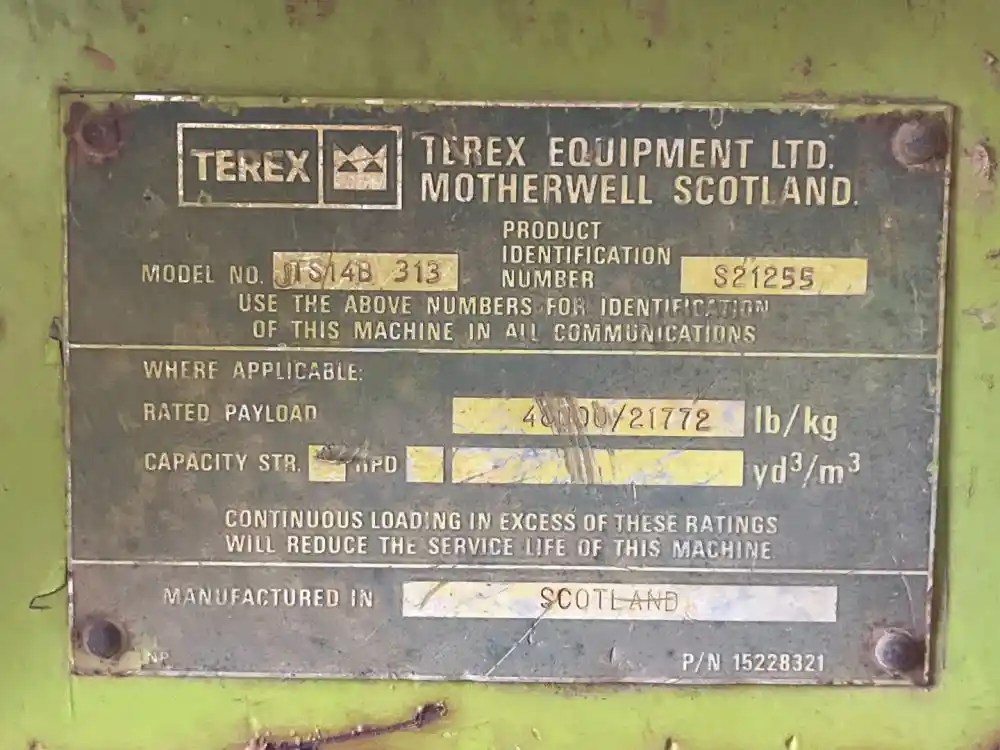 TEREX
TEREX EQUIPMENT LTD.
MOTHERWELL SCOTLAND.
MODEL NO. JTS14B 313
PRODUCT
IDENTIFICATION
NUMBER S21255
USE THE ABOVE NUMBERS FOR IDENTIFICATION
OF THIS MACHINE IN ALL COMMUNICATIONS
WHERE APPLICABLE:
RATED PAYLOAD 48000/21772 lb/kg
CAPACITY STR. HPD yd³/m³
CONTINUOUS LOADING IN EXCESS OF THESE RATINGS
WILL REDUCE THE SERVICE LIFE OF THIS MACHINE
MANUFACTURED IN SCOTLAND
NP
P/N 15228321